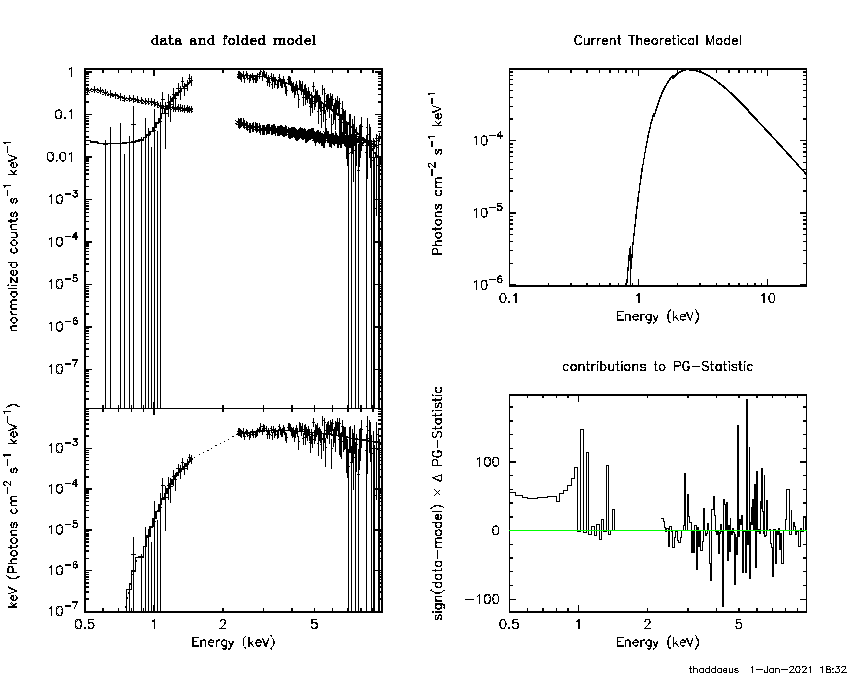 data and folded model
normalized counts s⁻¹ keV⁻¹
1
0.1
0.01
10⁻³
10⁻⁴
10⁻⁵
10⁻⁶
10⁻⁷
keV (Photons cm⁻² s⁻¹ keV⁻¹)
10⁻³
10⁻⁴
10⁻⁵
10⁻⁶
10⁻⁷
0.5 1 2 5
Energy (keV)
Current Theoretical Model
Photons cm⁻² s⁻¹ keV⁻¹
10⁻⁴
10⁻⁵
10⁻⁶
0.1 1 10
Energy (keV)
contributions to PG-Statistic
sign(data-model) × Δ PG-Statistic
100
0
-100
0.5 1 2 5
Energy (keV)
thaddaeus 1-Jan-2021 18:32